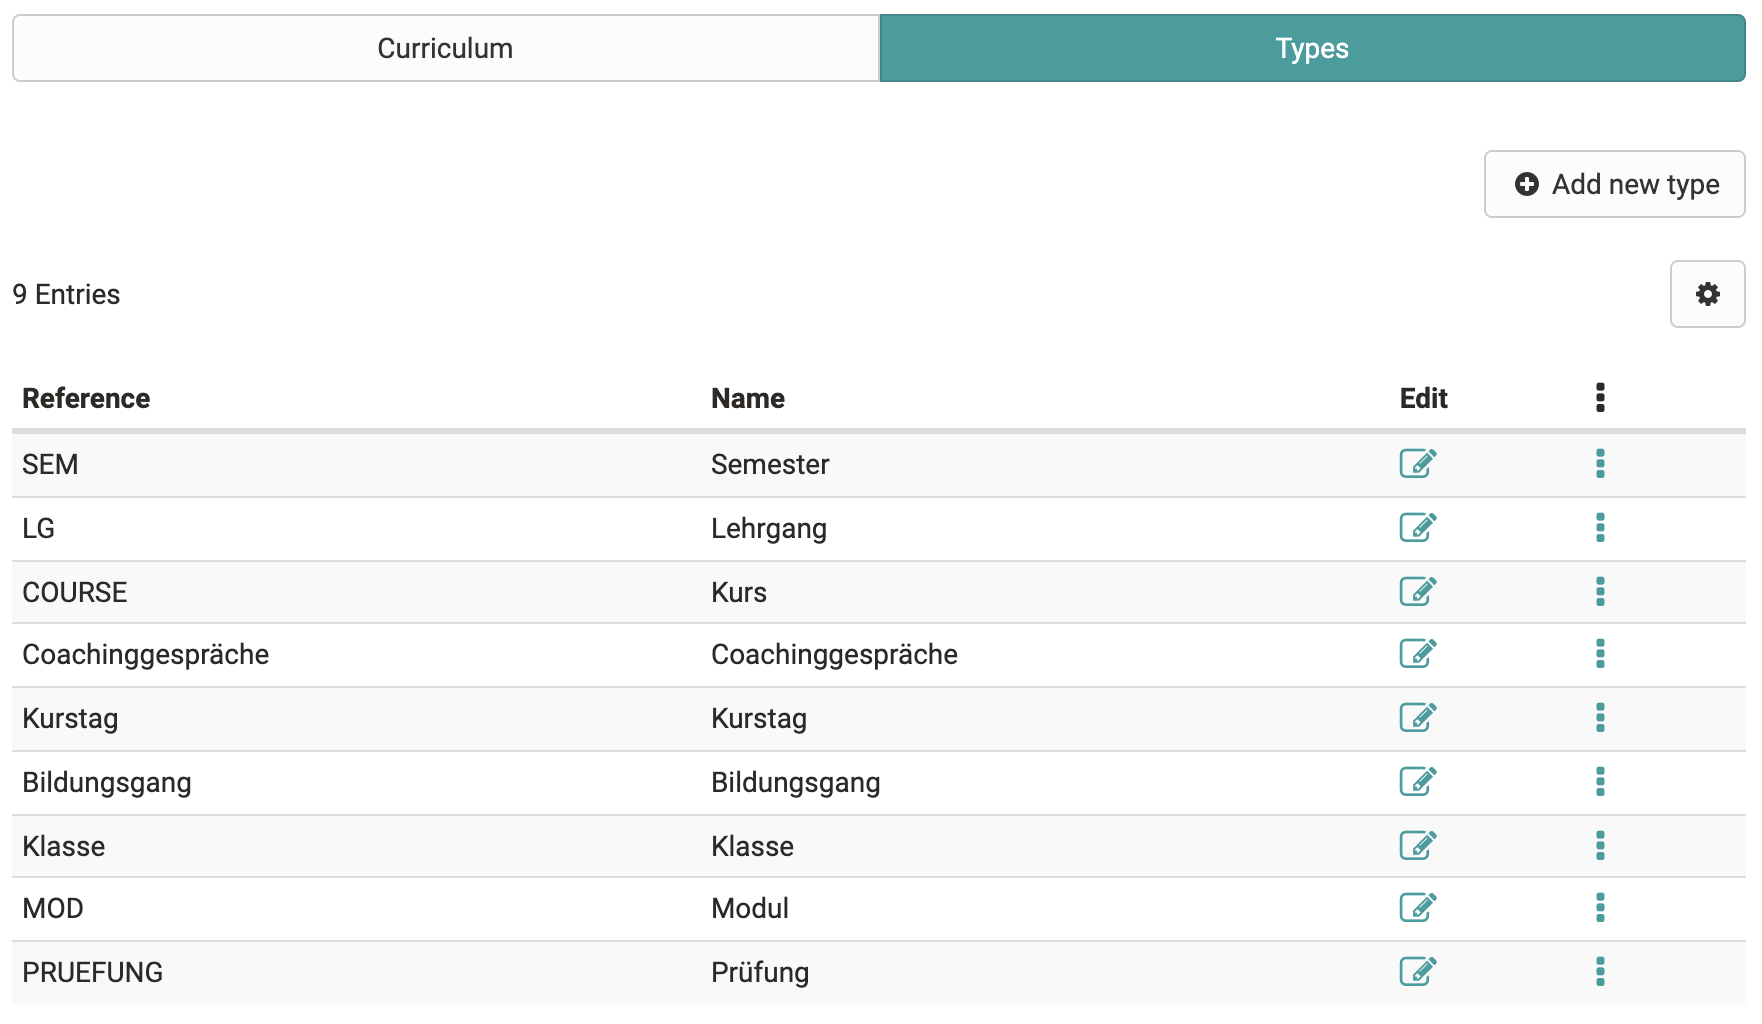 Curriculum Types
Add new type
9 Entries
Reference Name Edit
SEM Semester
LG Lehrgang
COURSE Kurs
Coachinggespräche Coachinggespräche
Kurstag Kurstag
Bildungsgang Bildungsgang
Klasse Klasse
MOD Modul
PRUEFUNG Prüfung